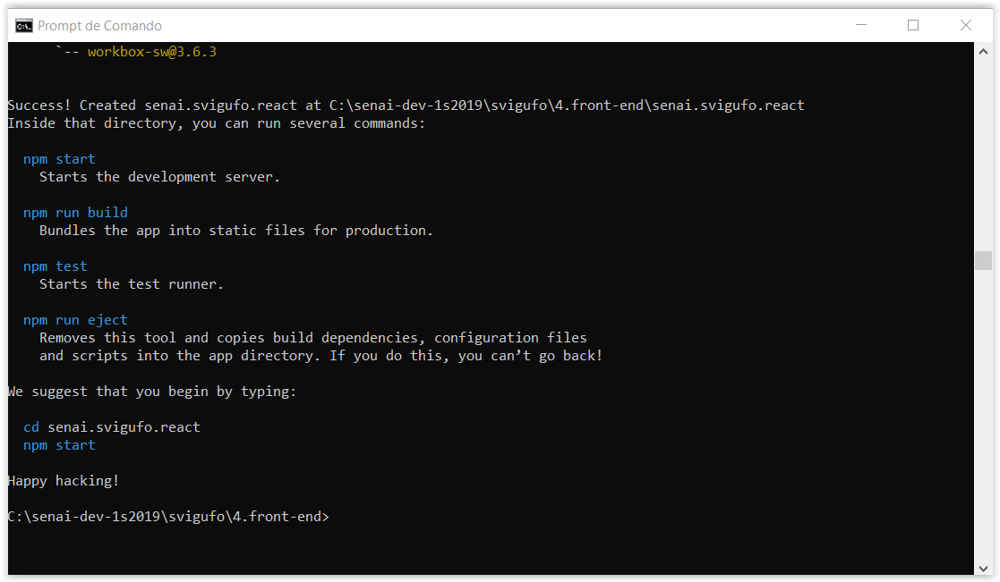 Prompt de Comando
`-- workbox-sw@3.6.3
Success! Created senai.svigufo.react at C:\senai-dev-1s2019\svigufo\4.front-end\senai.svigufo.react
Inside that directory, you can run several commands:
npm start
Starts the development server.
npm run build
Bundles the app into static files for production.
npm test
Starts the test runner.
npm run eject
Removes this tool and copies build dependencies, configuration files
and scripts into the app directory. If you do this, you can’t go back!
We suggest that you begin by typing:
cd senai.svigufo.react
npm start
Happy hacking!
C:\senai-dev-1s2019\svigufo\4.front-end>